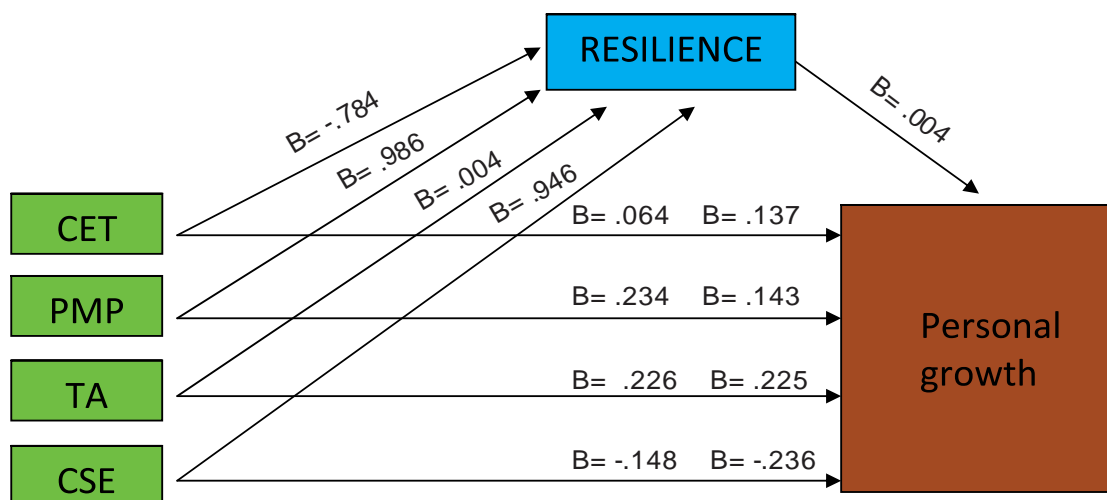 RESILIENCE
B= -.784
B= .986
B= .004
B= .946
B= .004
CET
B= .064 B= .137
PMP
B= .234 B= .143
TA
B= .226 B= .225
CSE
B= -.148 B= -.236
Personal
growth